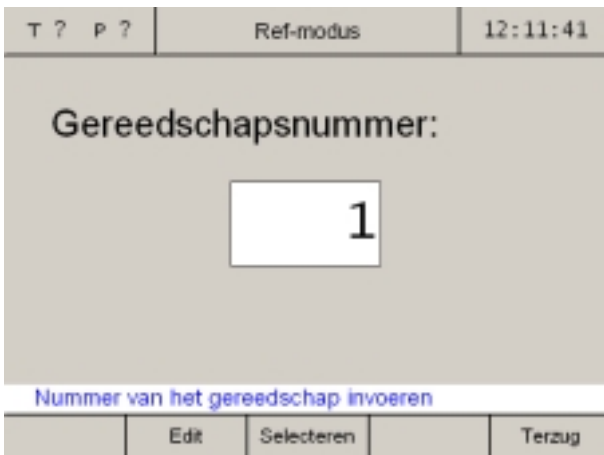 T ? P ? Ref-modus 12:11:41
Gereedschapsnummer:
1
Nummer van het gereedschap invoeren
Edit Selecteren Terzug